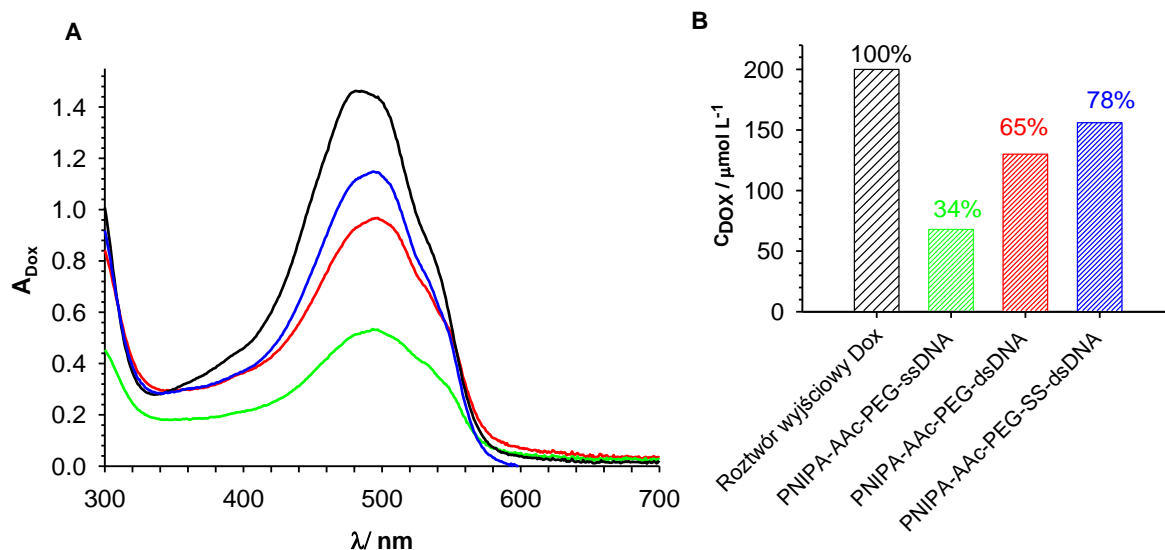 A
1.4
1.2
1.0
0.8
0.6
0.4
0.2
0.0
A_Dox
300
400
500
600
700
λ/ nm
B
200
150
100
50
0
C_DOX / μmol L⁻¹
100%
34%
65%
78%
Roztwór wyjściowy Dox
PNIPA-AAc-PEG-ssDNA
PNIPA-AAc-PEG-dsDNA
PNIPA-AAc-PEG-SS-dsDNA